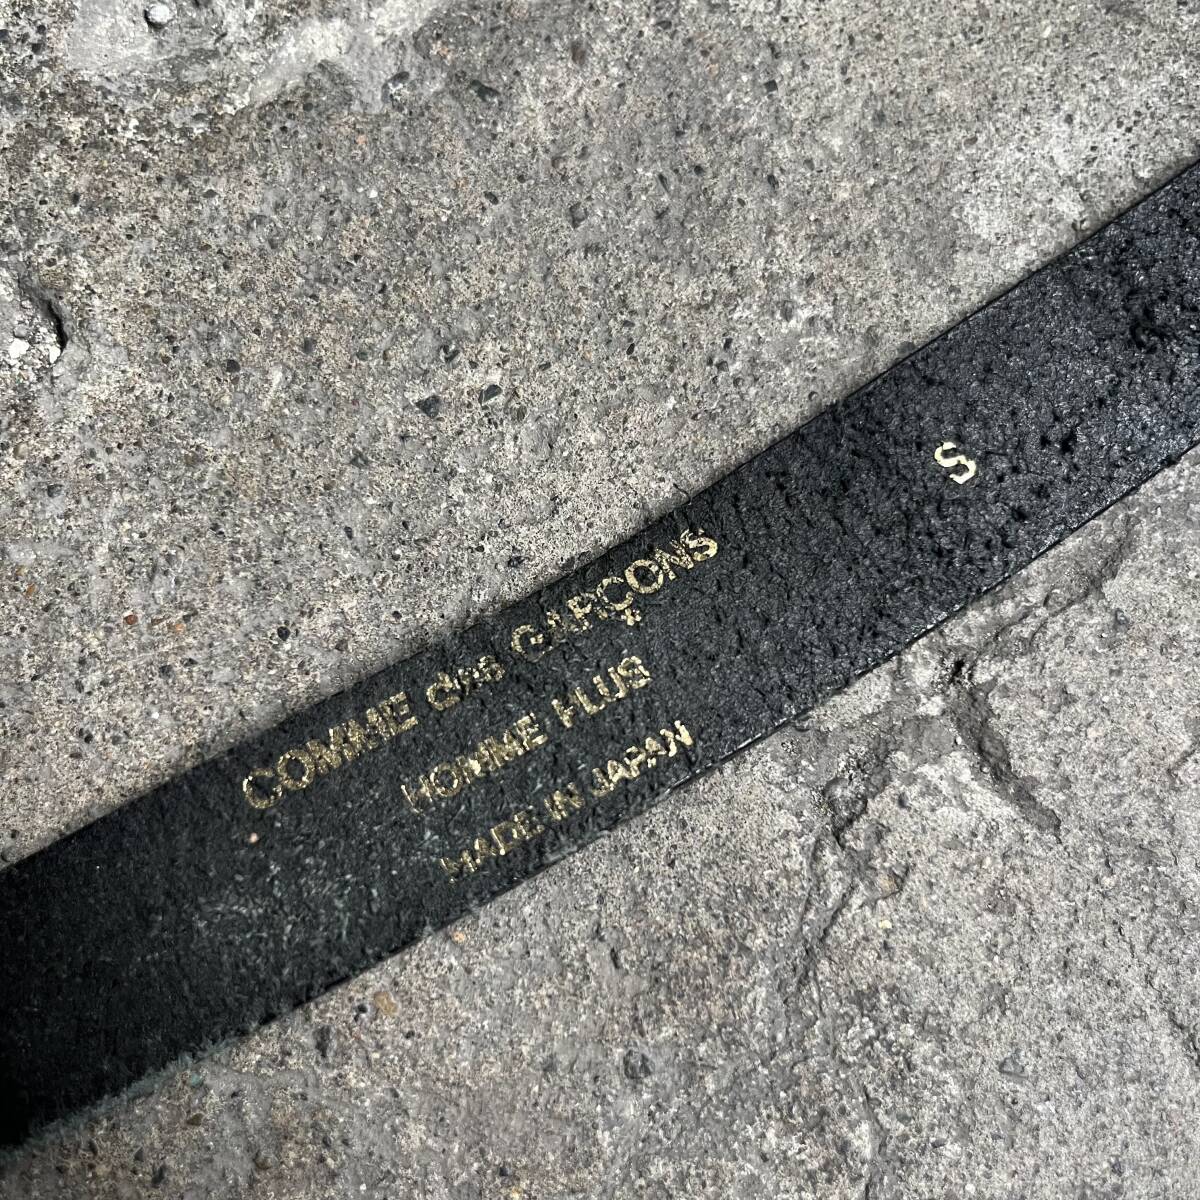 COMME des GARÇONS
HOMME PLUS
MADE IN JAPAN
S